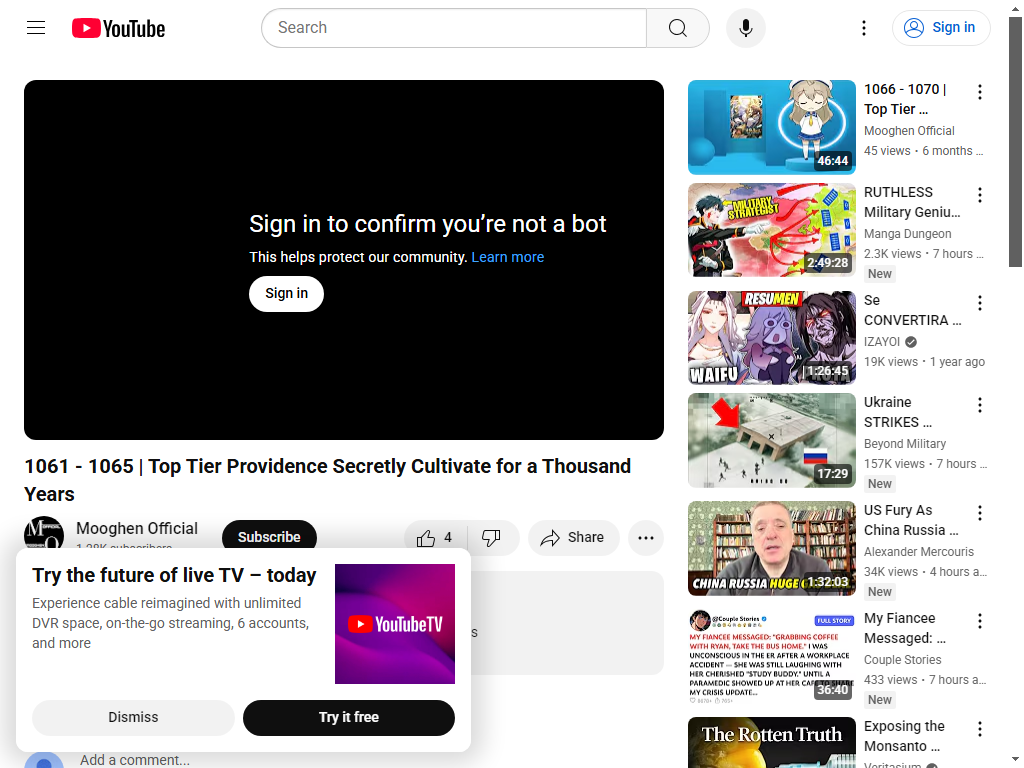 YouTube
Search
Sign in
Sign in to confirm you're not a bot
This helps protect our community. Learn more
Sign in
1061 - 1065 | Top Tier Providence Secretly Cultivate for a Thousand
Years
Mooghen Official
Subscribe
4
Share
Try the future of live TV – today
Experience cable reimagined with unlimited
DVR space, on-the-go streaming, 6 accounts,
and more
YouTubeTV
Dismiss
Try it free
Add a comment...
46:44
1066 - 1070 |
Top Tier ...
Mooghen Official
45 views • 6 months ...
MILITARY
STRATEGIST
2:49:28
RUTHLESS
Military Geniu...
Manga Dungeon
2.3K views • 7 hours ...
New
RESUMEN
WAIFU
1:26:45
Se
CONVERTIRA ...
IZAYOI
19K views • 1 year ago
17:29
Ukraine
STRIKES ...
Beyond Military
157K views • 7 hours ...
New
CHINA RUSSIA HUGE
1:32:03
US Fury As
China Russia ...
Alexander Mercouris
34K views • 4 hours a...
New
@Couple Stories
FULL STORY
MY FIANCEE MESSAGED: "GRABBING COFFEE
WITH RYAN, TAKE THE BUS HOME." I WAS
UNCONSCIOUS IN THE ER AFTER A WORKPLACE
ACCIDENT — SHE WAS STILL LAUGHING WITH
HER CHERISHED "STUDY BUDDY," UNTIL A
PARAMEDIC SHOWED UP AT HER CAFE TO SHARE
MY CRISIS UPDATE...
36:40
My Fiancee
Messaged: ...
Couple Stories
433 views • 7 hours a...
New
The Rotten Truth
Exposing the
Monsanto ...
Veritasium